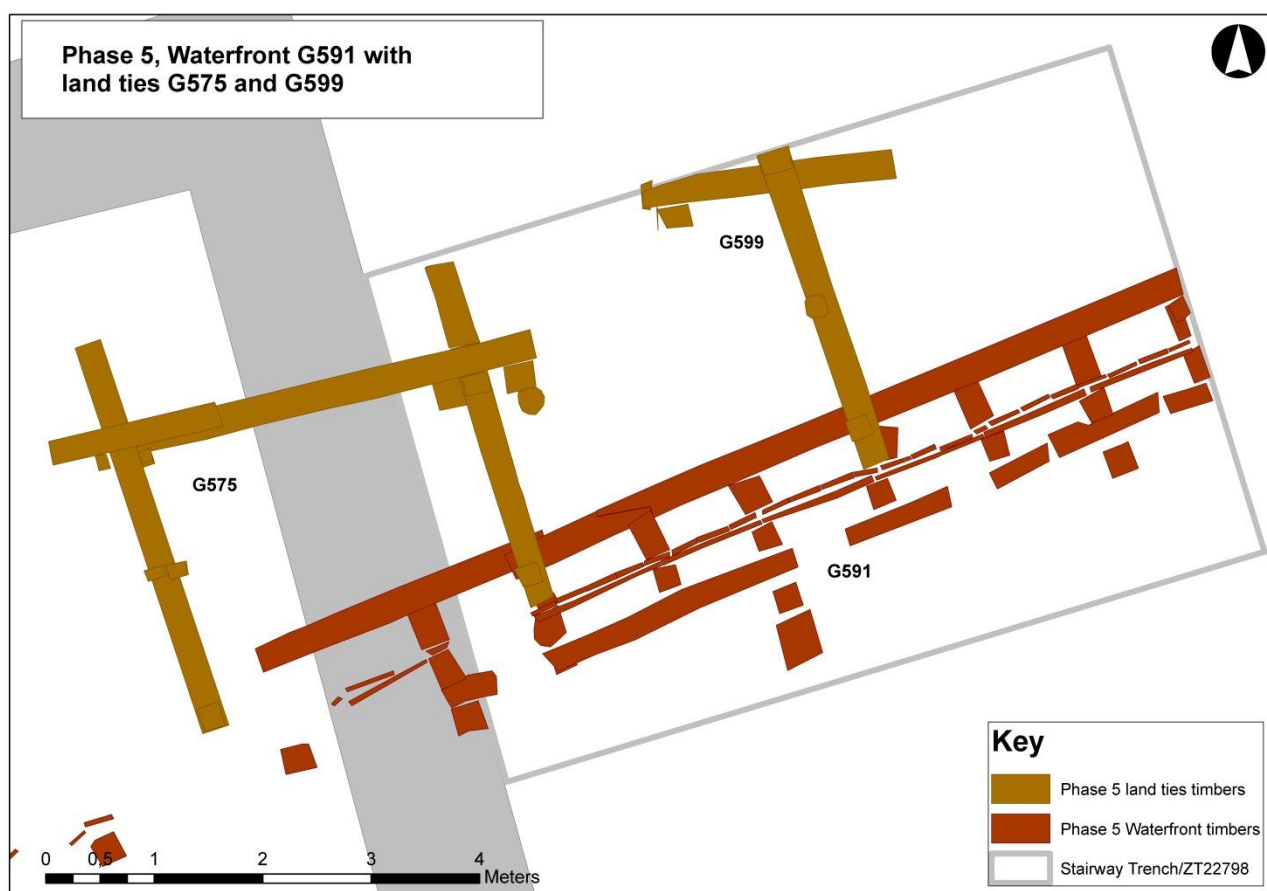 Phase 5, Waterfront G591 with
land ties G575 and G599
G599
G575
G591
Key
Phase 5 land ties timbers
Phase 5 Waterfront timbers
Stairway Trench/ZT22798
0 0,5 1 2 3 4
Meters